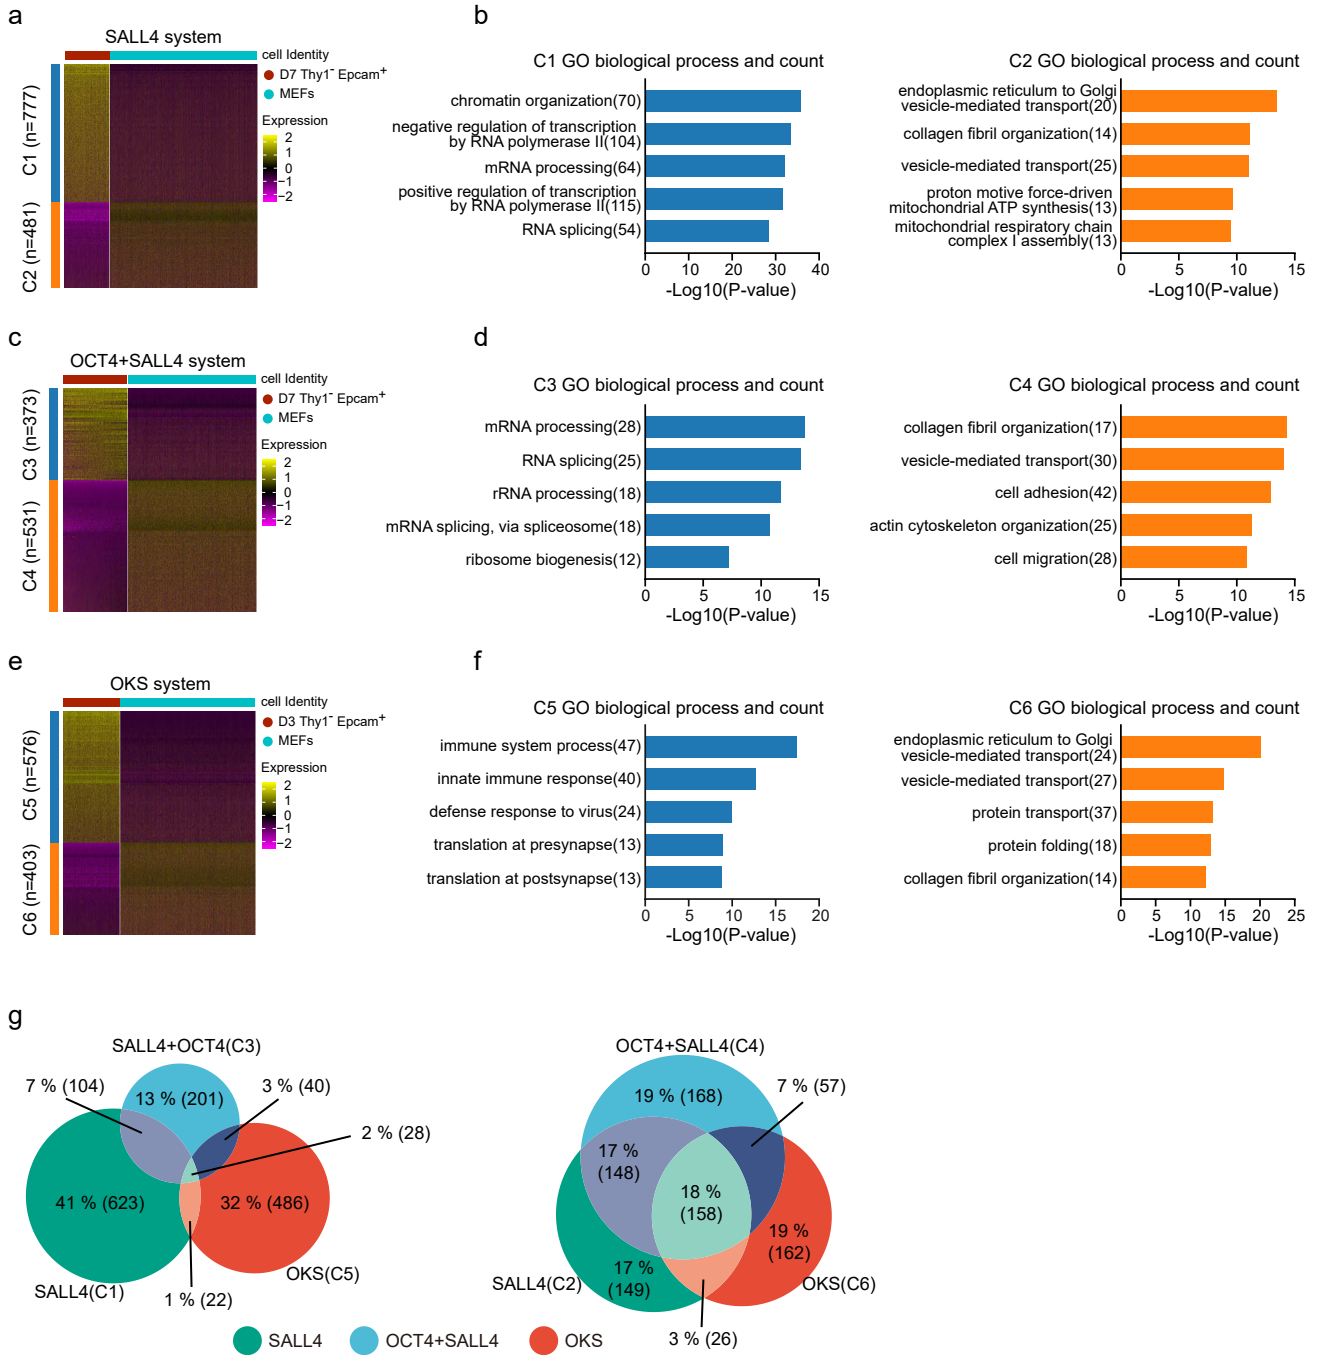 a
SALL4 system
cell Identity
D7 Thy1⁻ Epcam⁺
MEFs
Expression
2
1
0
−1
−2
C1 (n=777)
C2 (n=481)
b
C1 GO biological process and count
chromatin organization(70)
negative regulation of transcription
by RNA polymerase II(104)
mRNA processing(64)
positive regulation of transcription
by RNA polymerase II(115)
RNA splicing(54)
0 10 20 30 40
-Log10(P-value)
C2 GO biological process and count
endoplasmic reticulum to Golgi
vesicle-mediated transport(20)
collagen fibril organization(14)
vesicle-mediated transport(25)
proton motive force-driven
mitochondrial ATP synthesis(13)
mitochondrial respiratory chain
complex I assembly(13)
0 5 10 15
-Log10(P-value)
c
OCT4+SALL4 system
cell Identity
D7 Thy1⁻ Epcam⁺
MEFs
Expression
2
1
0
−1
−2
C3 (n=373)
C4 (n=531)
d
C3 GO biological process and count
mRNA processing(28)
RNA splicing(25)
rRNA processing(18)
mRNA splicing, via spliceosome(18)
ribosome biogenesis(12)
0 5 10 15
-Log10(P-value)
C4 GO biological process and count
collagen fibril organization(17)
vesicle-mediated transport(30)
cell adhesion(42)
actin cytoskeleton organization(25)
cell migration(28)
0 5 10 15
-Log10(P-value)
e
OKS system
cell Identity
D3 Thy1⁻ Epcam⁺
MEFs
Expression
2
1
0
−1
−2
C5 (n=576)
C6 (n=403)
f
C5 GO biological process and count
immune system process(47)
innate immune response(40)
defense response to virus(24)
translation at presynapse(13)
translation at postsynapse(13)
0 5 10 15 20
-Log10(P-value)
C6 GO biological process and count
endoplasmic reticulum to Golgi
vesicle-mediated transport(24)
vesicle-mediated transport(27)
protein transport(37)
protein folding(18)
collagen fibril organization(14)
0 5 10 15 20 25
-Log10(P-value)
g
SALL4+OCT4(C3)
7 % (104)
13 % (201)
3 % (40)
2 % (28)
41 % (623)
32 % (486)
OKS(C5)
SALL4(C1)
1 % (22)
OCT4+SALL4(C4)
19 % (168)
7 % (57)
17 %
(148)
18 %
(158)
19 %
(162)
17 %
(149)
SALL4(C2)
OKS(C6)
3 % (26)
SALL4
OCT4+SALL4
OKS